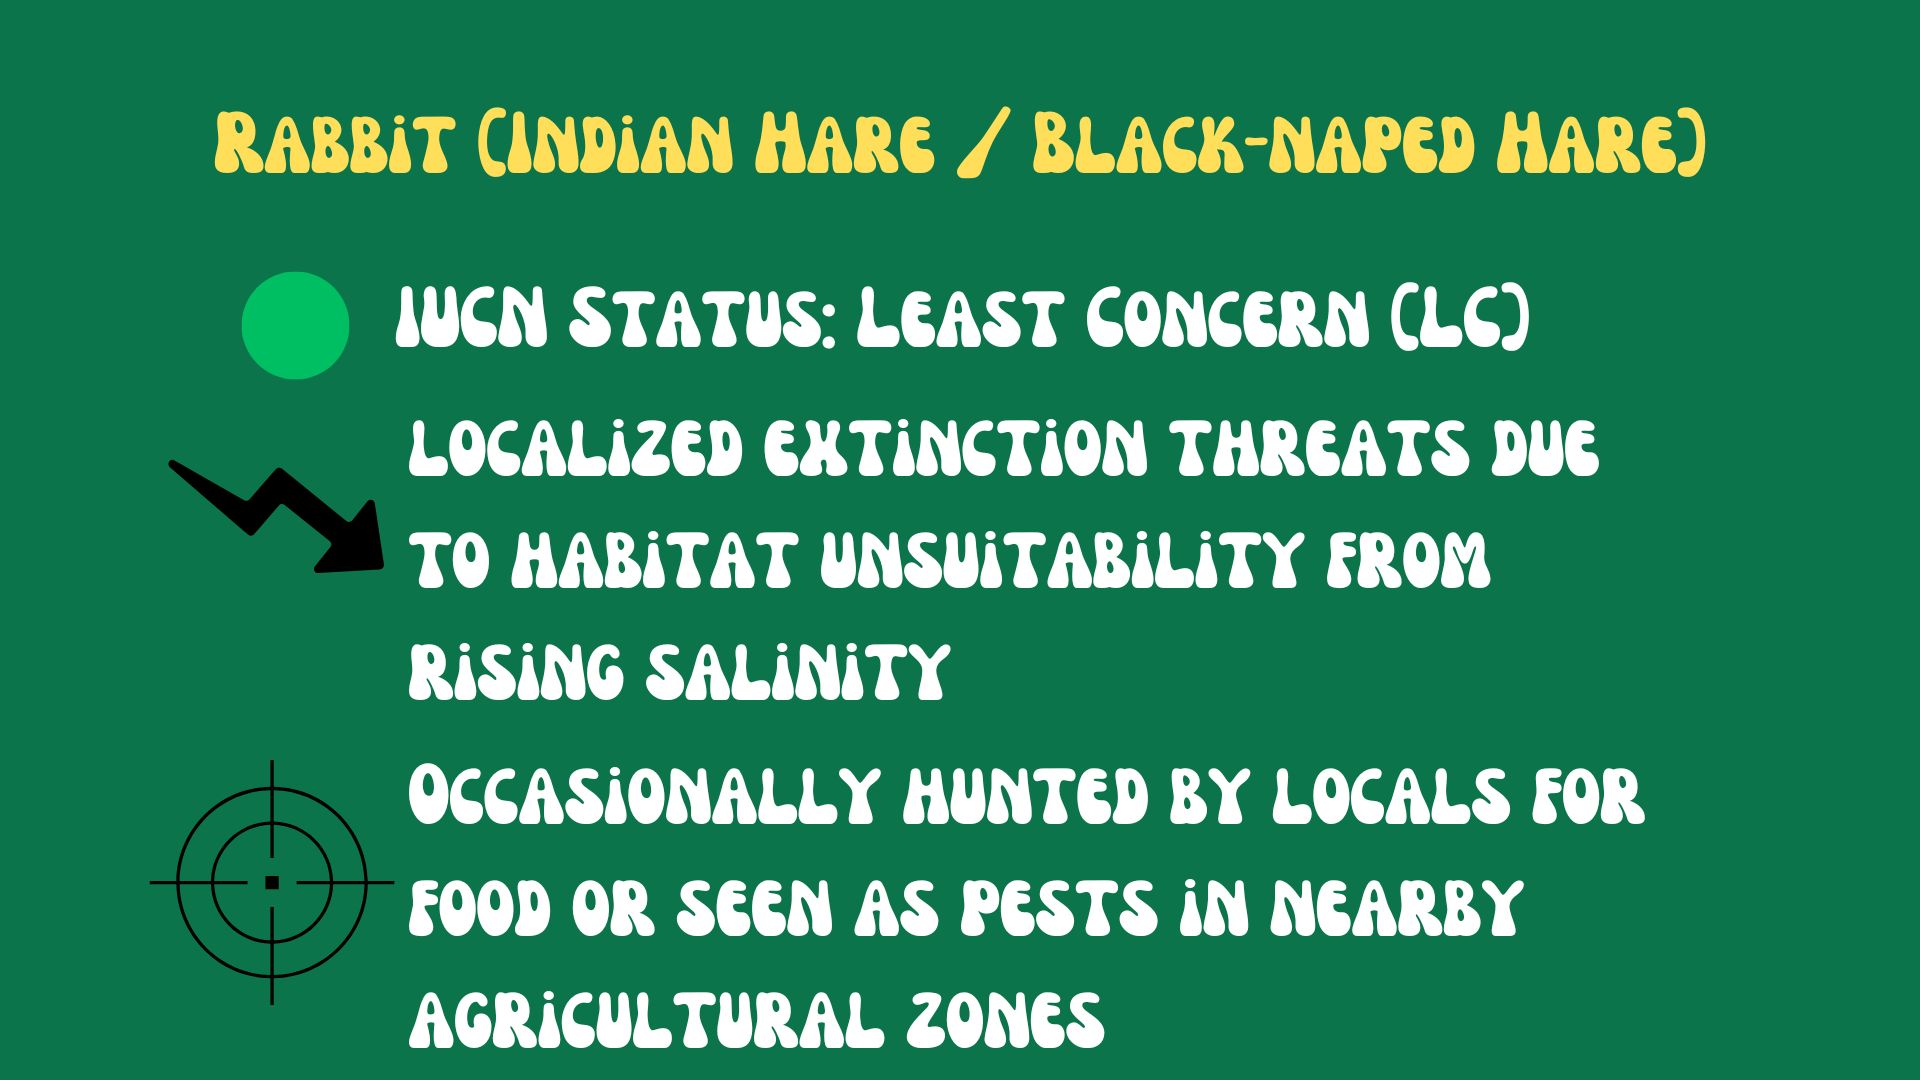 Rabbit (Indian Hare / Black-naped Hare)
IUCN Status: Least Concern (LC)
localized extinction threats due
to habitat unsuitability from
rising salinity
Occasionally hunted by locals for
food or seen as pests in nearby
agricultural zones